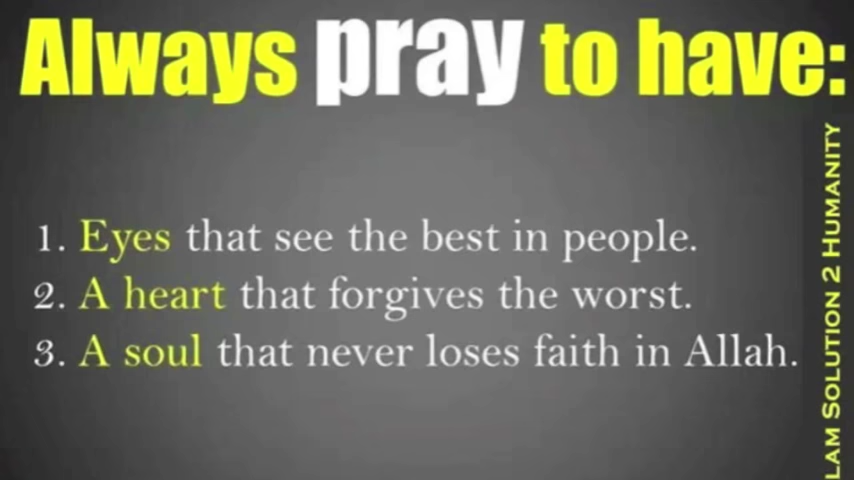 Always pray to have:
1. Eyes that see the best in people.
2. A heart that forgives the worst.
3. A soul that never loses faith in Allah.
LAM SOLUTION 2 HUMANITY